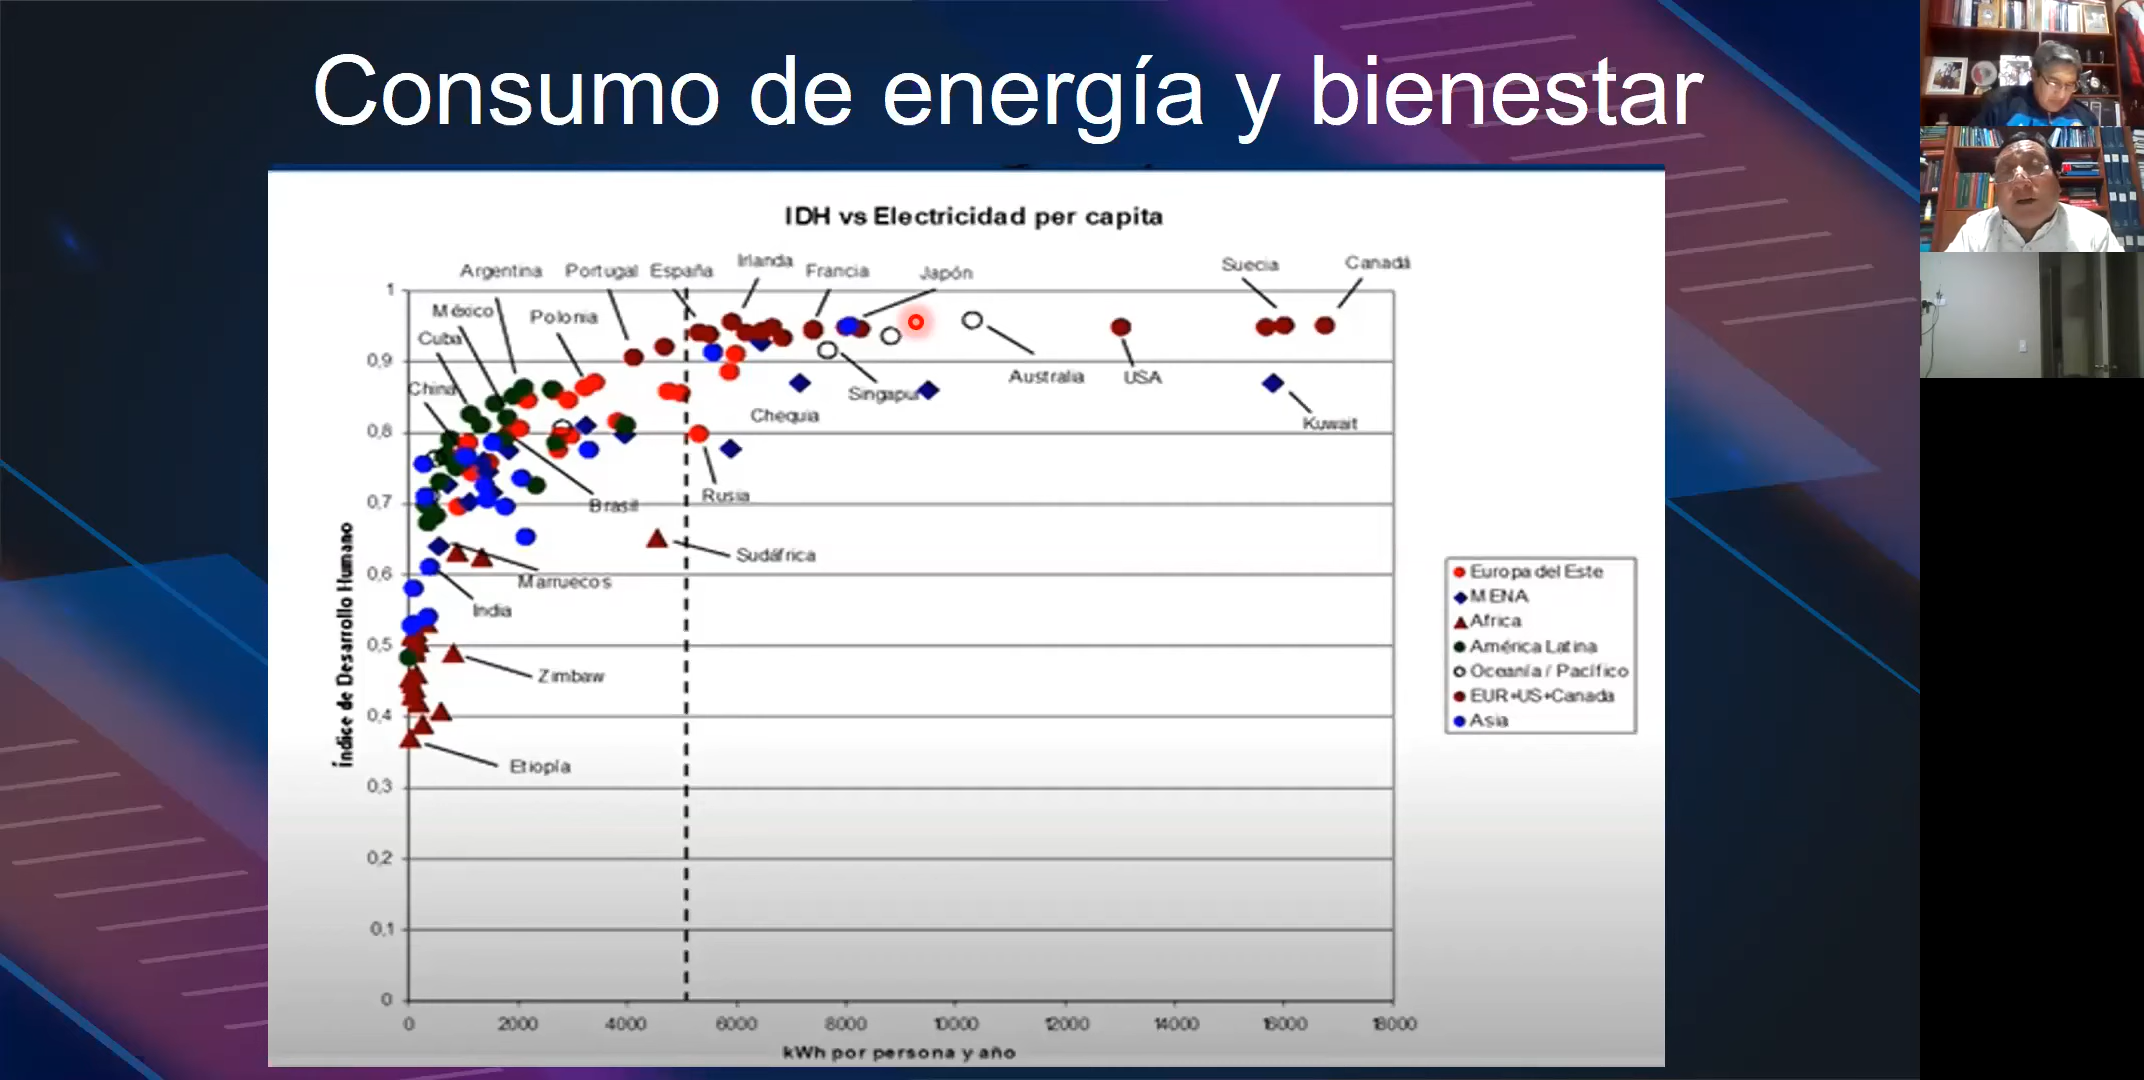 Consumo de energía y bienestar
IDH vs Electricidad per capita
Irlanda
Argentina Portugal España Francia Japón Suecia Canadá
México Polonia
Cuba
China
Australia USA
Singapur
Chequia
Kuwait
Rusia
Brasil
Sudáfrica
Marruecos
India
Zimbaw
Etiopía
Índice de Desarrollo Humano
1
0,9
0,8
0,7
0,6
0,5
0,4
0,3
0,2
0,1
0
0 2000 4000 6000 8000 10000 12000 14000 16000 18000
kWh por persona y año
Europa del Este
MENA
Africa
América Latina
Oceanía / Pacífico
EUR+US+Canada
Asia